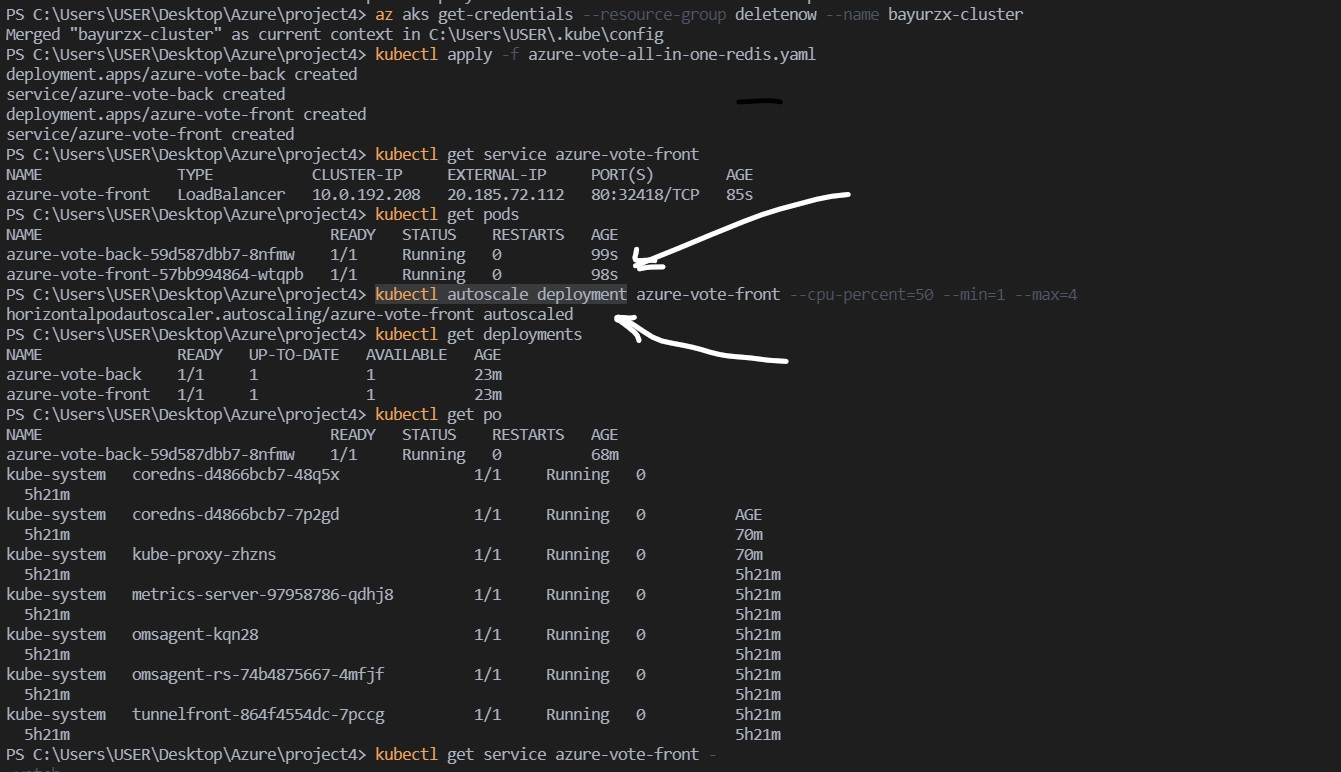 PS C:\Users\USER\Desktop\Azure\project4> az aks get-credentials --resource-group deletenow --name bayurzx-cluster
Merged "bayurzx-cluster" as current context in C:\Users\USER\.kube\config
PS C:\Users\USER\Desktop\Azure\project4> kubectl apply -f azure-vote-all-in-one-redis.yaml
deployment.apps/azure-vote-back created
service/azure-vote-back created
deployment.apps/azure-vote-front created
service/azure-vote-front created
PS C:\Users\USER\Desktop\Azure\project4> kubectl get service azure-vote-front
NAME TYPE CLUSTER-IP EXTERNAL-IP PORT(S) AGE
azure-vote-front LoadBalancer 10.0.192.208 20.185.72.112 80:32418/TCP 85s
PS C:\Users\USER\Desktop\Azure\project4> kubectl get pods
NAME READY STATUS RESTARTS AGE
azure-vote-back-59d587dbb7-8nfmw 1/1 Running 0 99s
azure-vote-front-57bb994864-wtqpb 1/1 Running 0 98s
PS C:\Users\USER\Desktop\Azure\project4> kubectl autoscale deployment azure-vote-front --cpu-percent=50 --min=1 --max=4
horizontalpodautoscaler.autoscaling/azure-vote-front autoscaled
PS C:\Users\USER\Desktop\Azure\project4> kubectl get deployments
NAME READY UP-TO-DATE AVAILABLE AGE
azure-vote-back 1/1 1 1 23m
azure-vote-front 1/1 1 1 23m
PS C:\Users\USER\Desktop\Azure\project4> kubectl get po
NAME READY STATUS RESTARTS AGE
azure-vote-back-59d587dbb7-8nfmw 1/1 Running 0 68m
kube-system coredns-d4866bcb7-48q5x 1/1 Running 0
5h21m
kube-system coredns-d4866bcb7-7p2gd 1/1 Running 0 AGE
5h21m 70m
kube-system kube-proxy-zhzns 1/1 Running 0 70m
5h21m 5h21m
kube-system metrics-server-97958786-qdhj8 1/1 Running 0 5h21m
5h21m 5h21m
kube-system omsagent-kqn28 1/1 Running 0 5h21m
5h21m 5h21m
kube-system omsagent-rs-74b4875667-4mfjf 1/1 Running 0 5h21m
5h21m 5h21m
kube-system tunnelfront-864f4554dc-7pccg 1/1 Running 0 5h21m
5h21m 5h21m
PS C:\Users\USER\Desktop\Azure\project4> kubectl get service azure-vote-front -